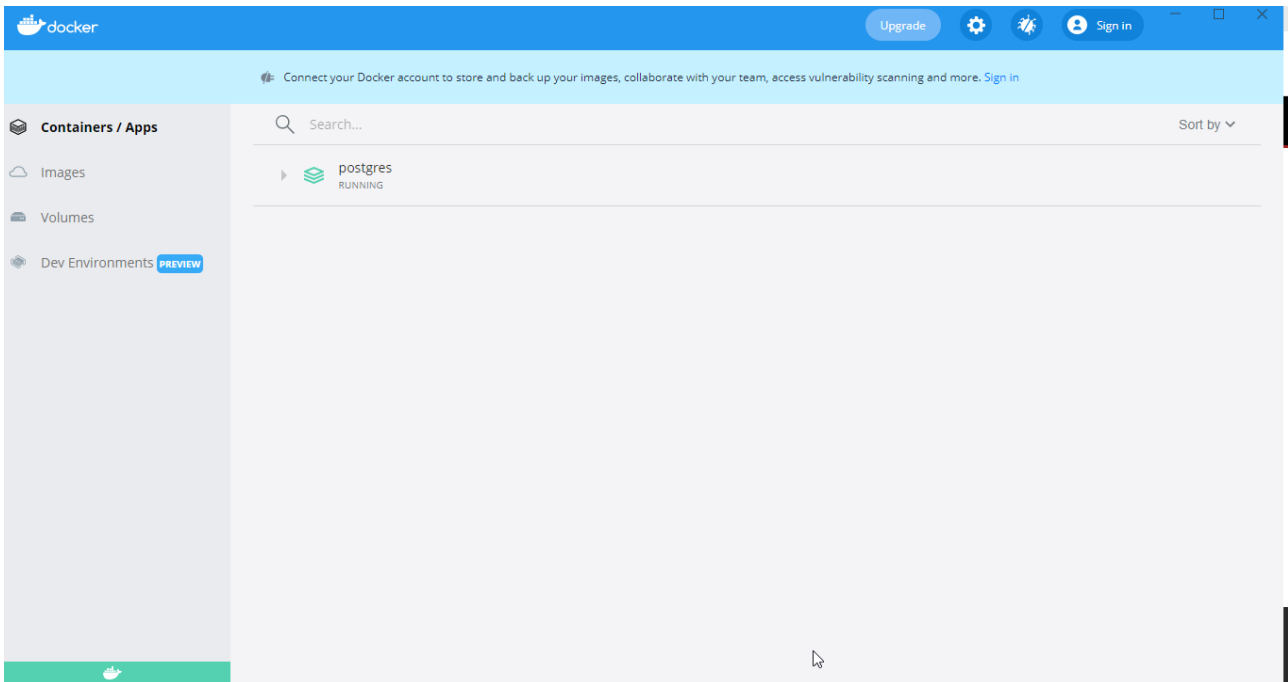 docker
Upgrade
Sign in
Connect your Docker account to store and back up your images, collaborate with your team, access vulnerability scanning and more. Sign in
Containers / Apps
Images
Volumes
Dev Environments PREVIEW
Search...
Sort by
postgres
RUNNING